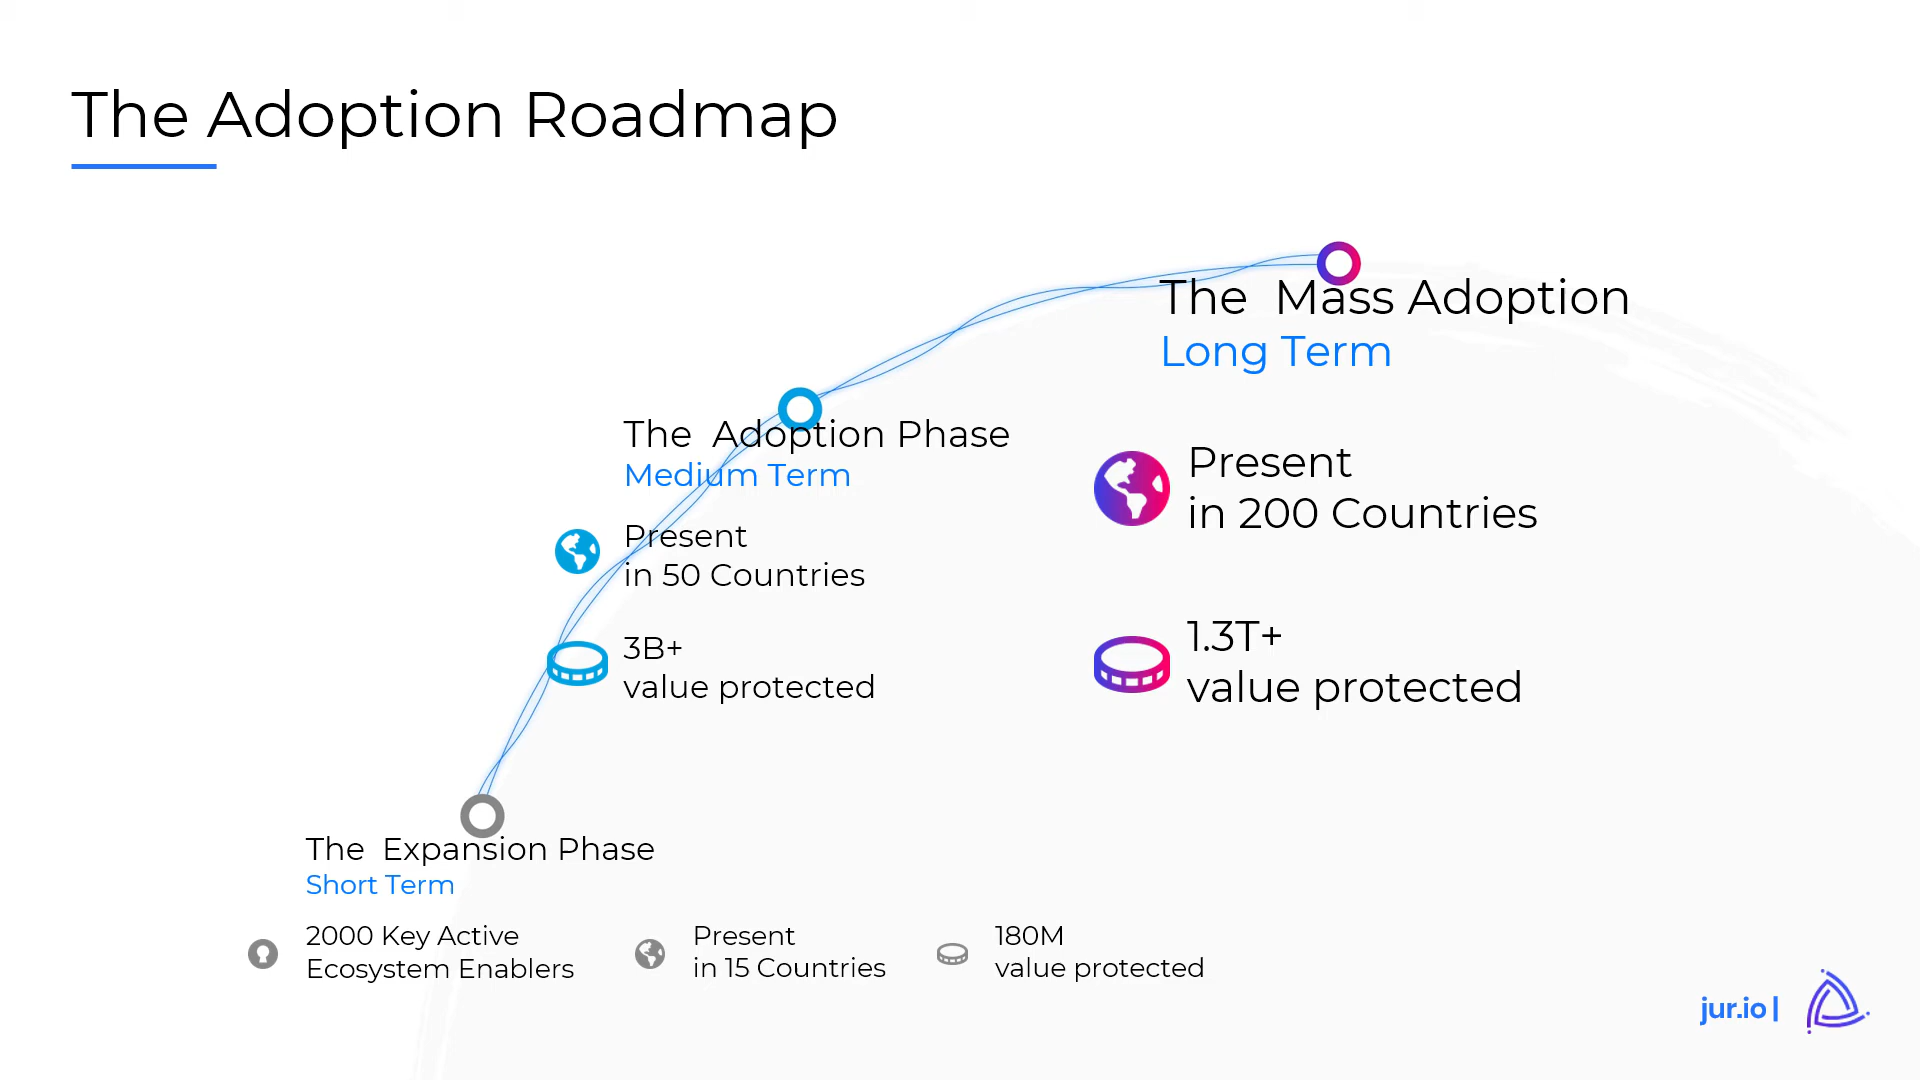 The Adoption Roadmap
The Mass Adoption
Long Term
Present
in 200 Countries
1.3T+
value protected
The Adoption Phase
Medium Term
Present
in 50 Countries
3B+
value protected
The Expansion Phase
Short Term
2000 Key Active
Ecosystem Enablers
Present
in 15 Countries
180M
value protected
jur.io |